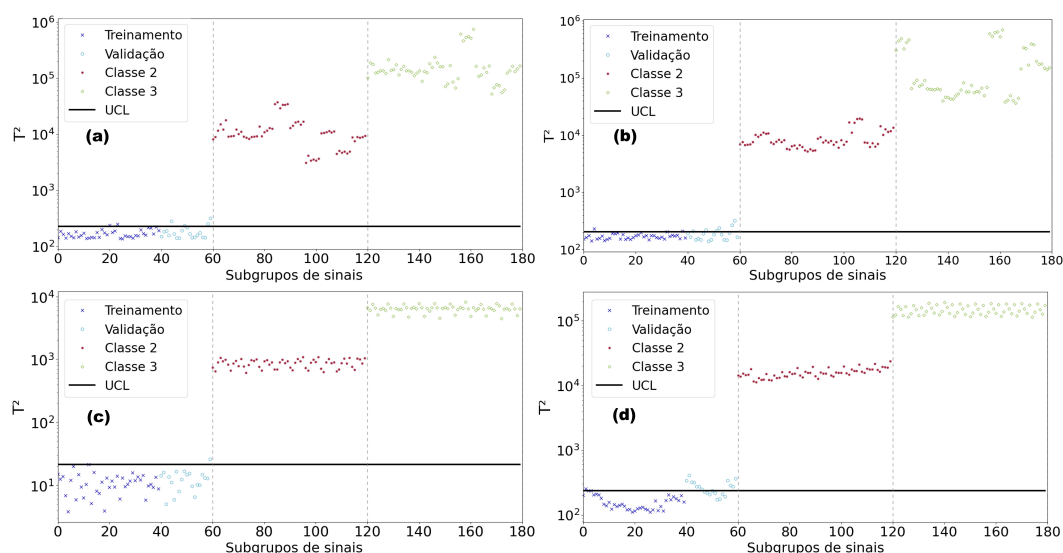 10⁶
10⁵
10⁴
10³
10²
T²
Treinamento
Validação
Classe 2
Classe 3
UCL
(a)
0 20 40 60 80 100 120 140 160 180
Subgrupos de sinais
10⁶
10⁵
10⁴
10³
10²
T²
Treinamento
Validação
Classe 2
Classe 3
UCL
(b)
0 20 40 60 80 100 120 140 160 180
Subgrupos de sinais
10⁴
10³
10²
10¹
T²
Treinamento
Validação
Classe 2
Classe 3
UCL
(c)
0 20 40 60 80 100 120 140 160 180
Subgrupos de sinais
10⁵
10⁴
10³
10²
T²
Treinamento
Validação
Classe 2
Classe 3
UCL
(d)
0 20 40 60 80 100 120 140 160 180
Subgrupos de sinais